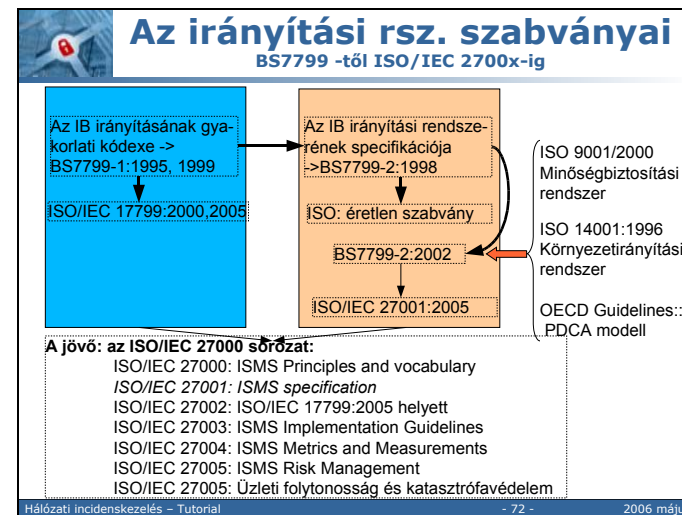 Az irányítási rsz. szabványai
BS7799 -től ISO/IEC 2700x-ig
Az IB irányításának gya-
korlati kódexe ->
BS7799-1:1995, 1999
ISO/IEC 17799:2000,2005
Az IB irányítási rendsze-
rének specifikációja
->BS7799-2:1998
ISO: éretlen szabvány
BS7799-2:2002
ISO/IEC 27001:2005
ISO 9001/2000
Minőségbiztosítási
rendszer
ISO 14001:1996
Környezetirányítási
rendszer
OECD Guidelines::
PDCA modell
A jövő: az ISO/IEC 27000 sorozat:
ISO/IEC 27000: ISMS Principles and vocabulary
ISO/IEC 27001: ISMS specification
ISO/IEC 27002: ISO/IEC 17799:2005 helyett
ISO/IEC 27003: ISMS Implementation Guidelines
ISO/IEC 27004: ISMS Metrics and Measurements
ISO/IEC 27005: ISMS Risk Management
ISO/IEC 27005: Üzleti folytonosság és katasztrófavédelem
Hálózati incidenskezelés – Tutorial - 72 - 2006 máju